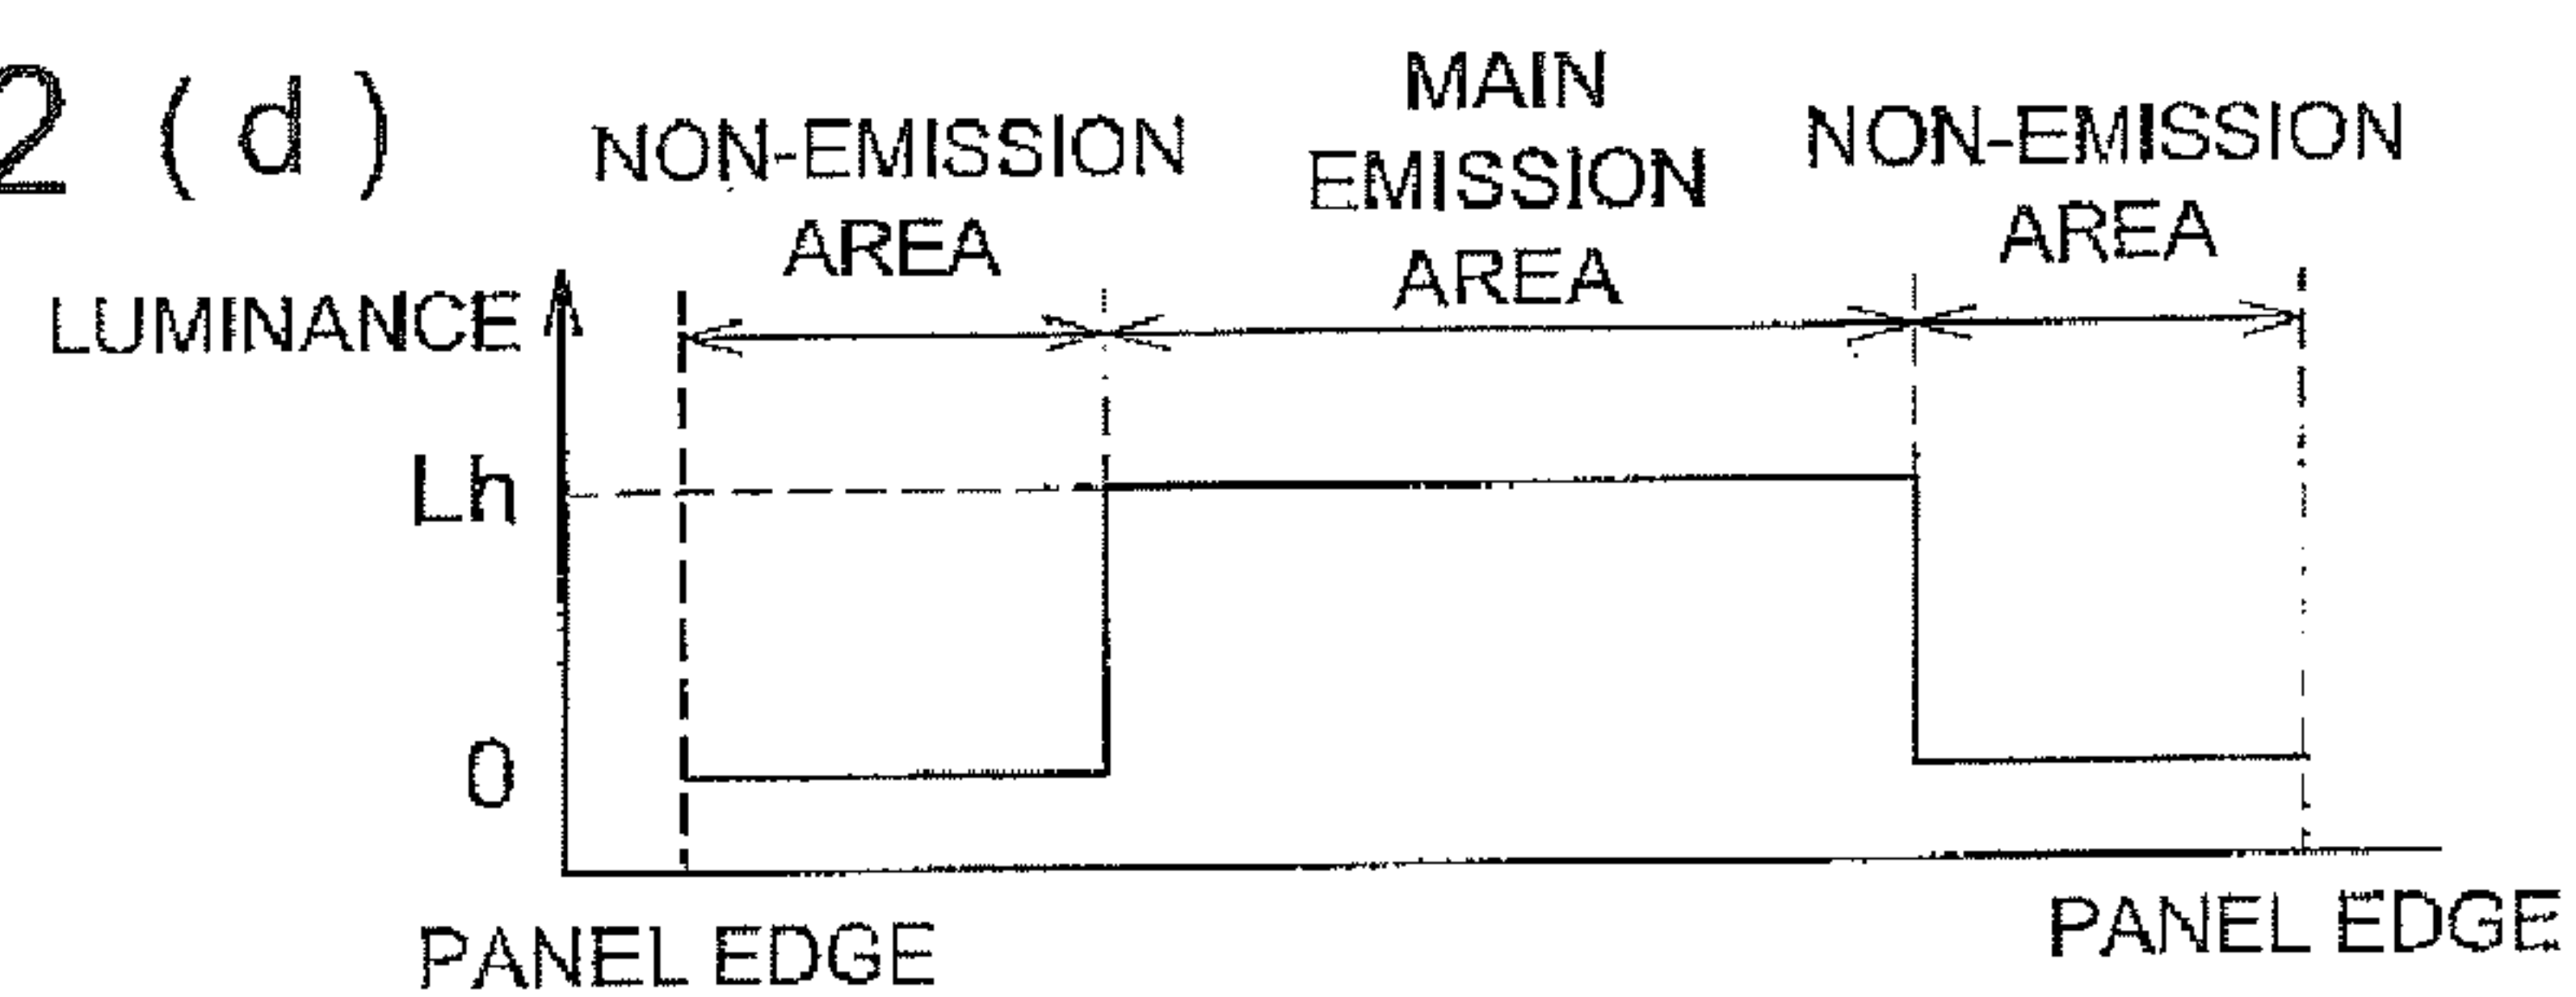 2 (d)
NON-EMISSION
AREA
MAIN
EMISSION
AREA
NON-EMISSION
AREA
LUMINANCE
Lh
0
PANEL EDGE
PANEL EDGE